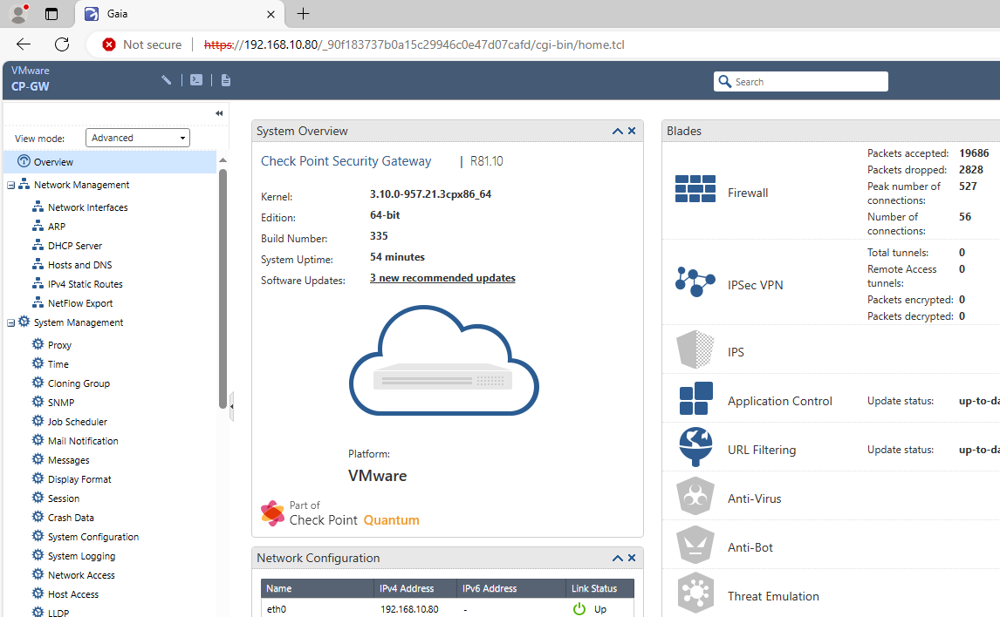 Gaia
Not secure
https://192.168.10.80/_90f183737b0a15c29946c0e47d07cafd/cgi-bin/home.tcl
VMware
CP-GW
Search
View mode:
Advanced
Overview
Network Management
Network Interfaces
ARP
DHCP Server
Hosts and DNS
IPv4 Static Routes
NetFlow Export
System Management
Proxy
Time
Cloning Group
SNMP
Job Scheduler
Mail Notification
Messages
Display Format
Session
Crash Data
System Configuration
System Logging
Network Access
Host Access
LLDP
System Overview
Check Point Security Gateway | R81.10
Kernel: 3.10.0-957.21.3cpx86_64
Edition: 64-bit
Build Number: 335
System Uptime: 54 minutes
Software Updates: 3 new recommended updates
Platform:
VMware
Part of
Check Point Quantum
Network Configuration
Name IPv4 Address IPv6 Address Link Status
eth0 192.168.10.80 - Up
Blades
Firewall
Packets accepted: 19686
Packets dropped: 2828
Peak number of connections: 527
Number of connections: 56
IPSec VPN
Total tunnels: 0
Remote Access tunnels: 0
Packets encrypted: 0
Packets decrypted: 0
IPS
Application Control Update status: up-to-da
URL Filtering Update status: up-to-da
Anti-Virus
Anti-Bot
Threat Emulation